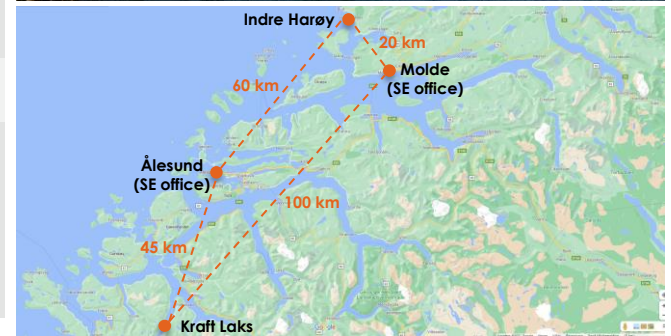 Indre Harøy
20 km
Molde
(SE office)
60 km
Ålesund
(SE office)
100 km
45 km
Kraft Laks